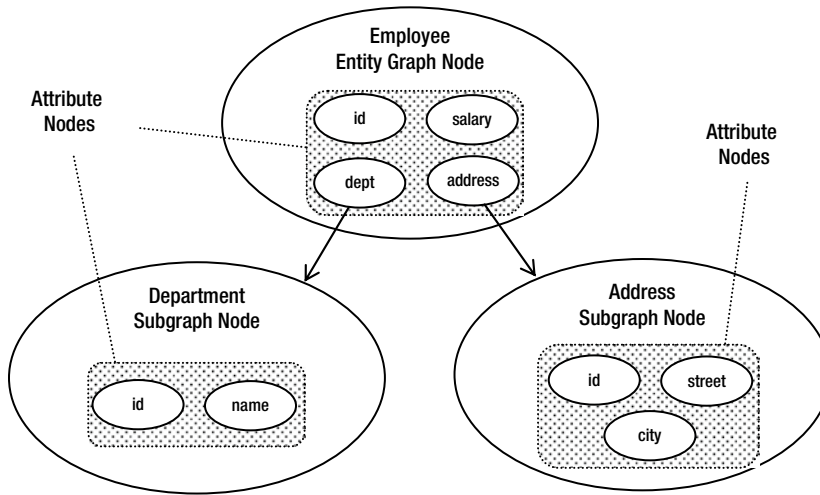 Employee
Entity Graph Node
Attribute
Nodes
id
salary
dept
address
Attribute
Nodes
Department
Subgraph Node
id
name
Address
Subgraph Node
id
street
city